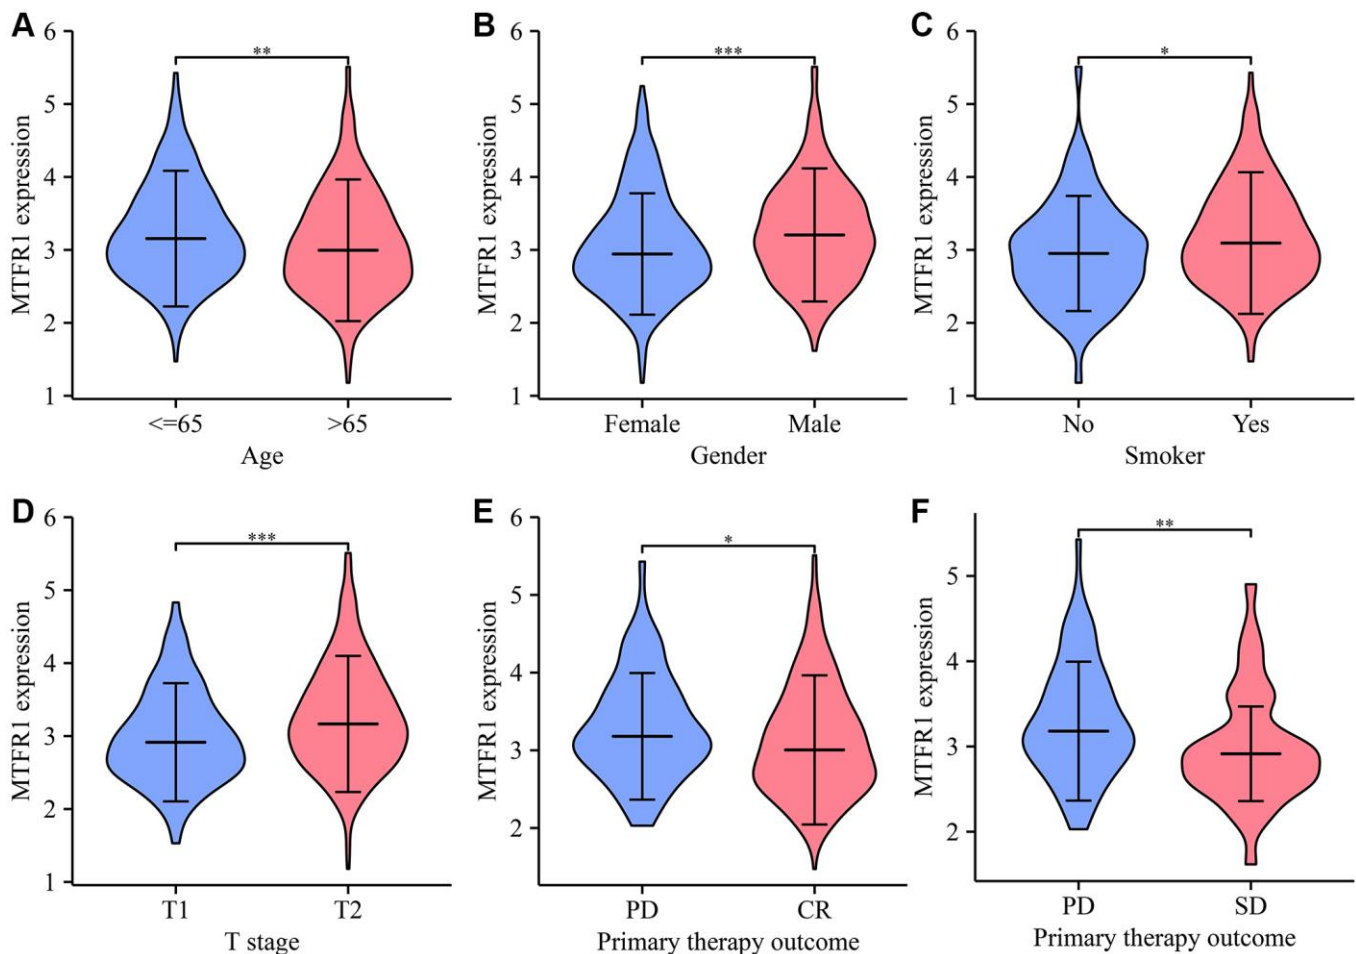 A
MTFR1 expression
6
5
4
3
2
1
**
<=65 >65
Age
B
MTFR1 expression
6
5
4
3
2
1
***
Female Male
Gender
C
MTFR1 expression
6
5
4
3
2
1
*
No Yes
Smoker
D
MTFR1 expression
6
5
4
3
2
1
***
T1 T2
T stage
E
MTFR1 expression
6
5
4
3
2
*
PD CR
Primary therapy outcome
F
MTFR1 expression
5
4
3
2
**
PD SD
Primary therapy outcome